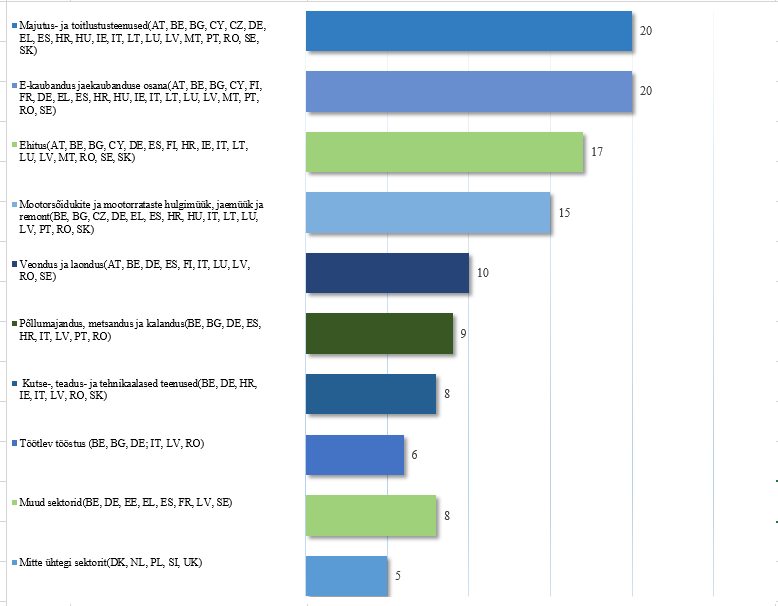 Majutus- ja toitlustusteenused(AT, BE, BG, CY, CZ, DE,
EL, ES, HR, HU, IE, IT, LT, LU, LV, MT, PT, RO, SE,
SK)
20
E-kaubandus jaekaubanduse osana(AT, BE, BG, CY, FI,
FR, DE, EL, ES, HR, HU, IE, IT, LT, LU, LV, MT, PT,
RO, SE)
20
Ehitus(AT, BE, BG, CY, DE, ES, FI, HR, IE, IT, LT,
LU, LV, MT, RO, SE, SK)
17
Mootorsõidukite ja mootorrataste hulgimüük, jaemüük ja
remont(BE, BG, CZ, DE, EL, ES, HR, HU, IT, LT, LU,
LV, PT, RO, SK)
15
Veondus ja laondus(AT, BE, DE, ES, FI, IT, LU, LV,
RO, SE)
10
Põllumajandus, metsandus ja kalandus(BE, BG, DE, ES,
HR, IT, LV, PT, RO)
9
Kutse-, teadus- ja tehnikaalased teenused(BE, DE, HR,
IE, IT, LV, RO, SK)
8
Töötlev tööstus (BE, BG, DE; IT, LV, RO)
6
Muud sektorid(BE, DE, EE, EL, ES, FR, LV, SE)
8
Mitte ühtegi sektorit(DK, NL, PL, SI, UK)
5